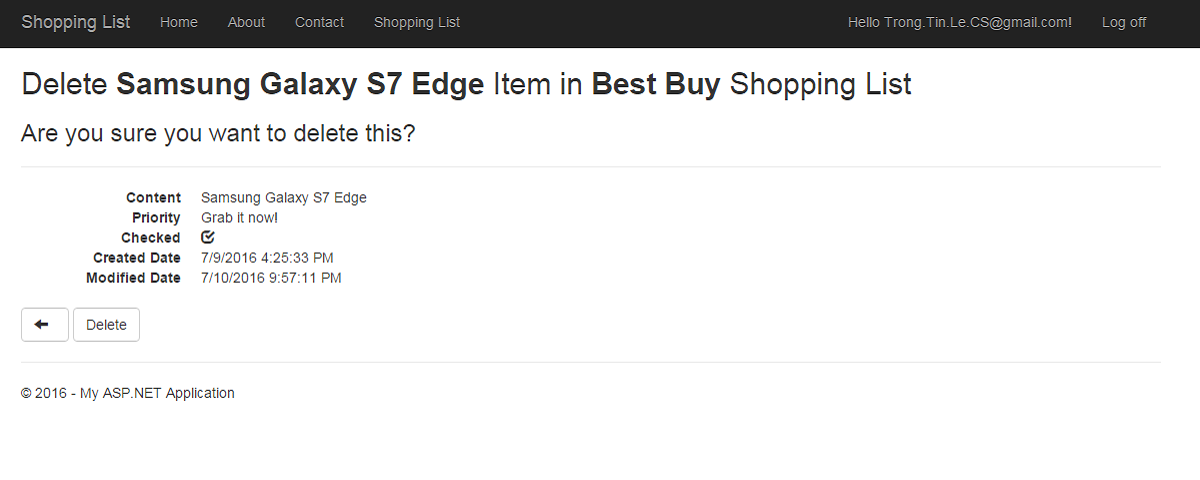 Shopping List Home About Contact Shopping List Hello Trong.Tin.Le.CS@gmail.com! Log off
Delete Samsung Galaxy S7 Edge Item in Best Buy Shopping List
Are you sure you want to delete this?
Content Samsung Galaxy S7 Edge
Priority Grab it now!
Checked
Created Date 7/9/2016 4:25:33 PM
Modified Date 7/10/2016 9:57:11 PM
Delete
© 2016 - My ASP.NET Application